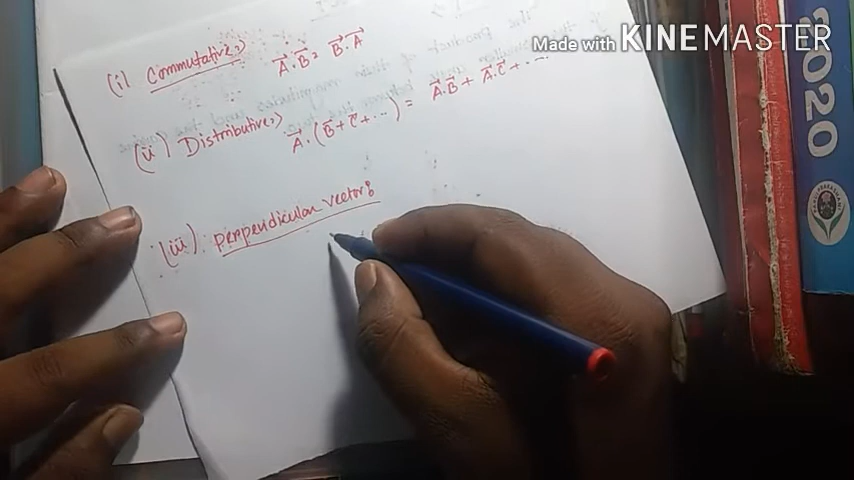 Made with KINEMASTER
(i) Commutative⇒ A⃗.B⃗ = B⃗.A⃗
(ii) Distributive⇒ A⃗.(B⃗+C⃗+...) = A⃗.B⃗ + A⃗.C⃗ + ....
(iii) perpendicular vector:
2020